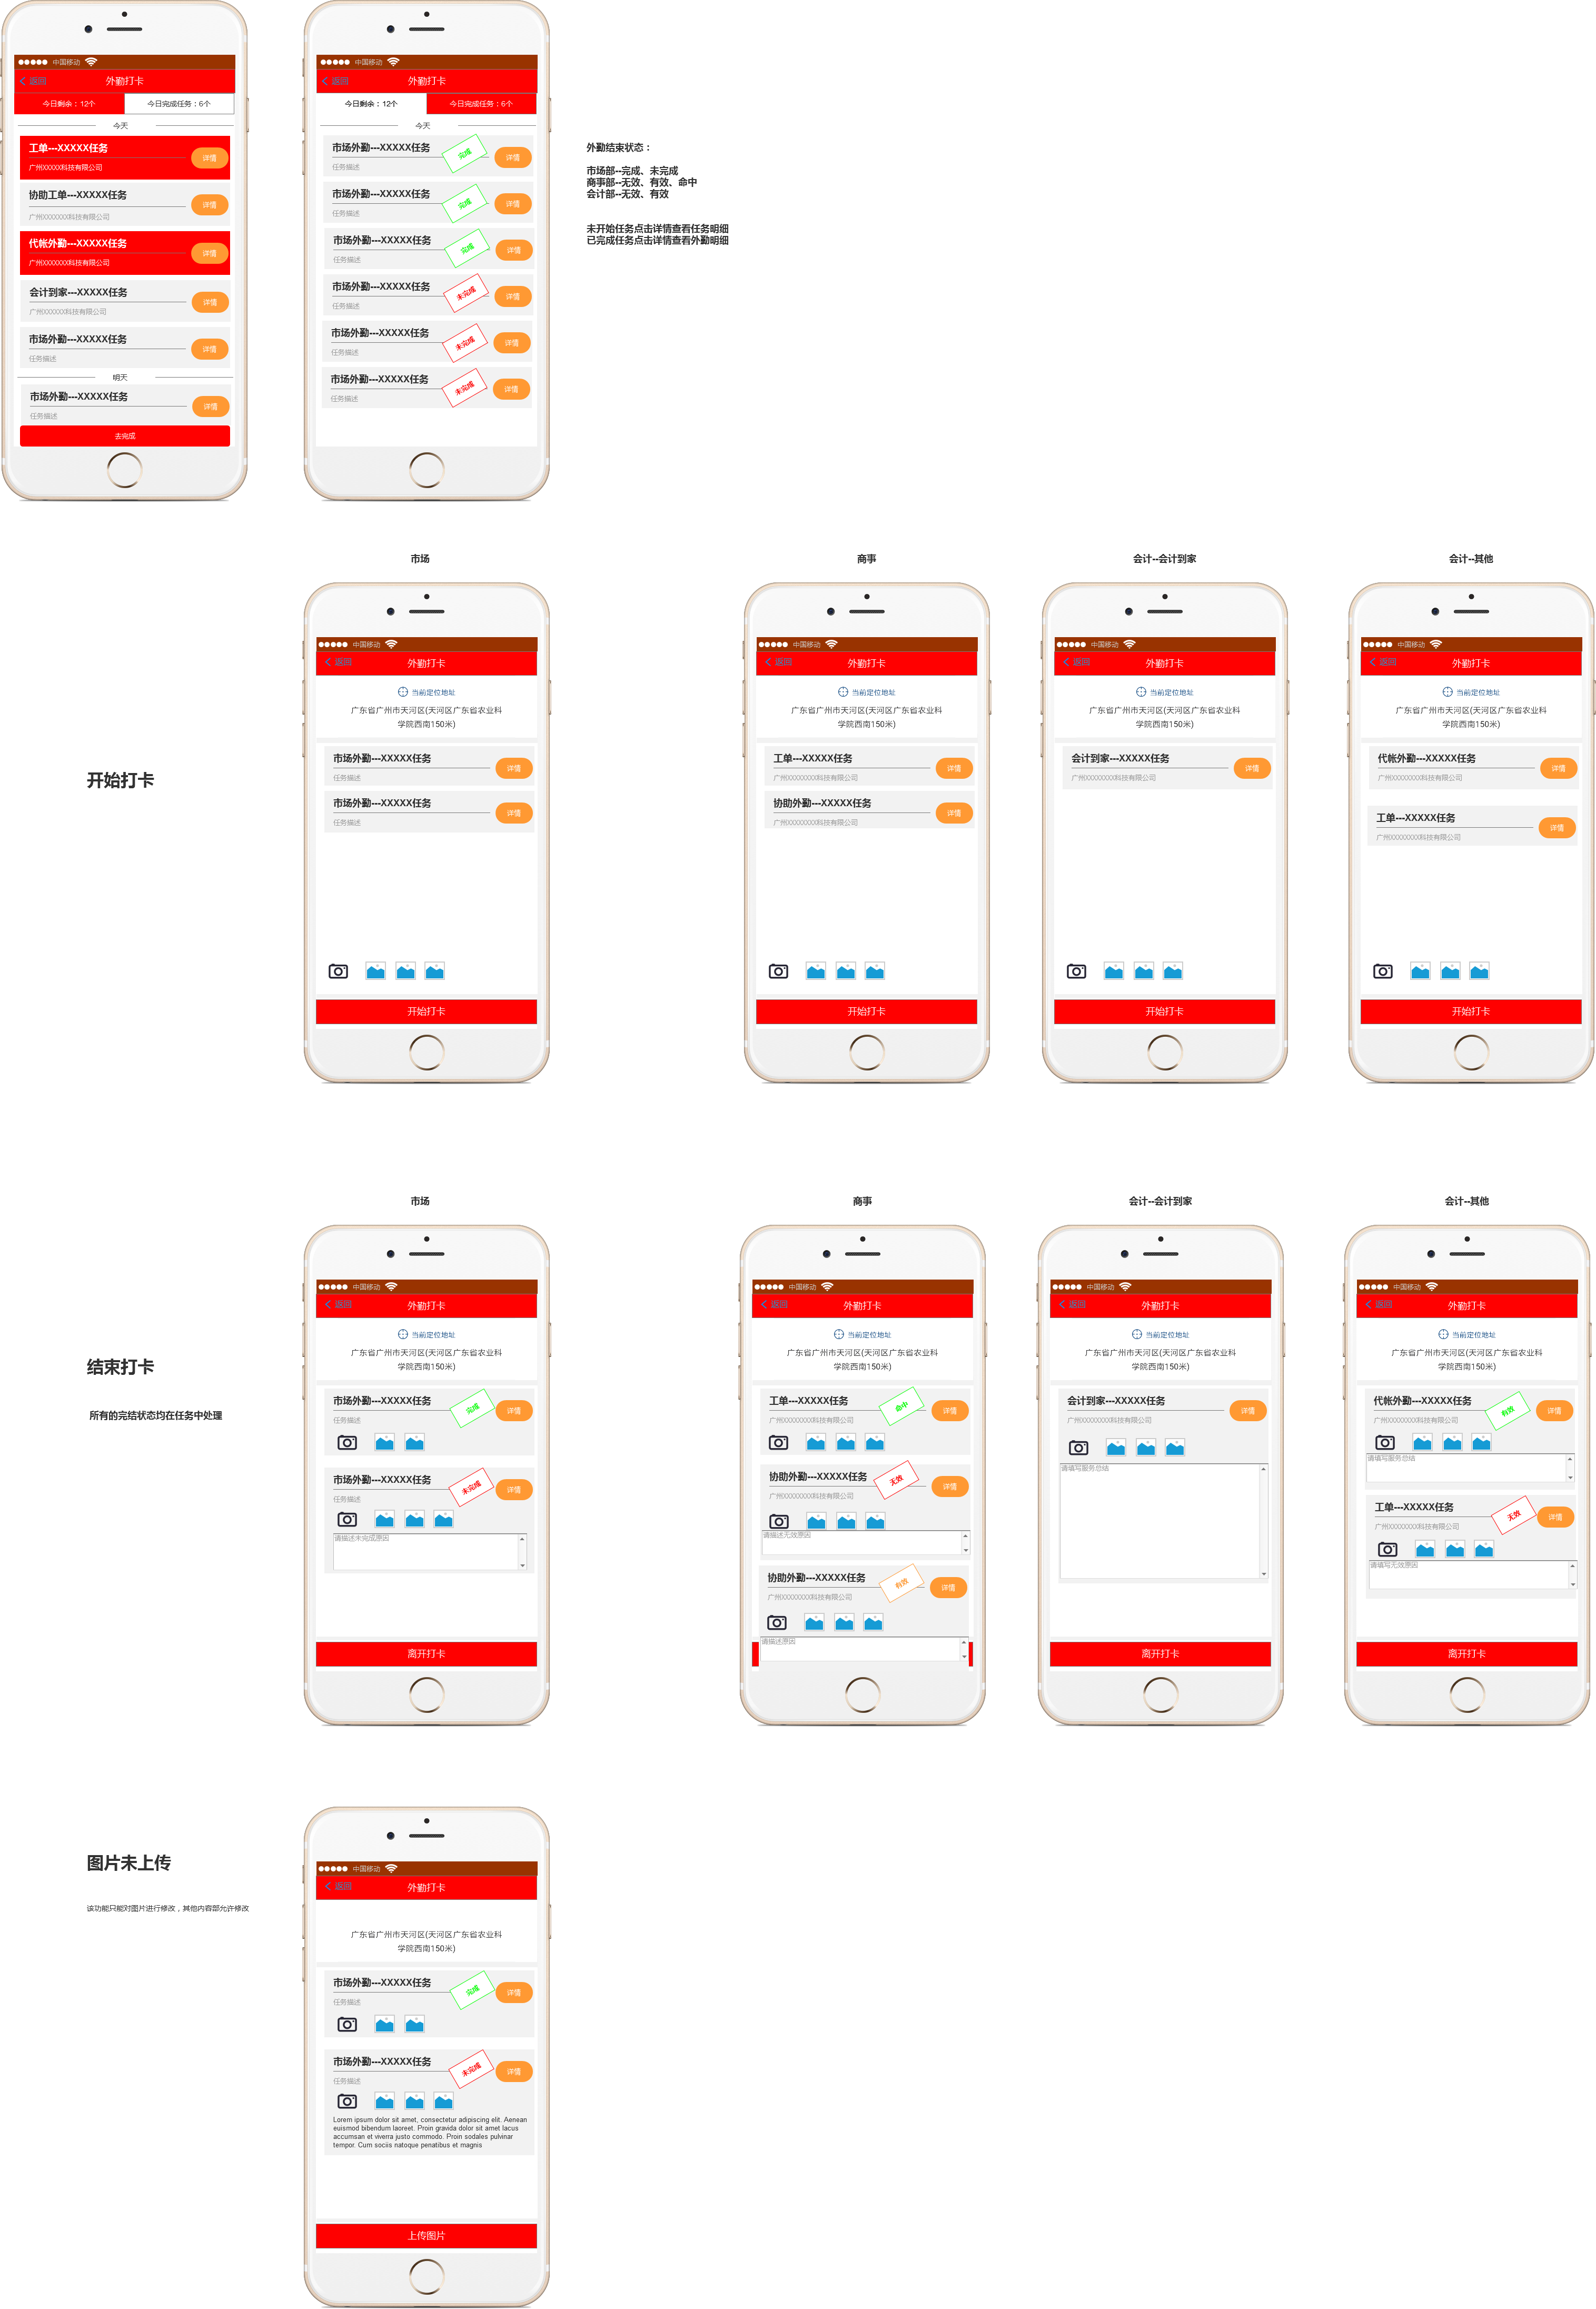 中国移动
返回
外勤打卡
今日剩余：12个
今日完成任务：6个
今天
工单---XXXXX任务
广州XXXXX科技有限公司
详情
协助工单---XXXXX任务
广州XXXXXXX科技有限公司
详情
代帐外勤---XXXXX任务
广州XXXXXXX科技有限公司
详情
会计到家---XXXXX任务
广州XXXXXXX科技有限公司
详情
市场外勤---XXXXX任务
任务描述
详情
明天
市场外勤---XXXXX任务
任务描述
详情
去完成
中国移动
返回
外勤打卡
今日剩余：12个
今日完成任务：6个
今天
市场外勤---XXXXX任务
任务描述
完成
详情
市场外勤---XXXXX任务
任务描述
完成
详情
市场外勤---XXXXX任务
任务描述
完成
详情
市场外勤---XXXXX任务
任务描述
未完成
详情
市场外勤---XXXXX任务
任务描述
未完成
详情
市场外勤---XXXXX任务
任务描述
未完成
详情
外勤结束状态：
市场部--完成、未完成
商事部--无效、有效、命中
会计部--无效、有效
未开始任务点击详情查看任务明细
已完成任务点击详情查看外勤明细
开始打卡
市场
中国移动
返回
外勤打卡
当前定位地址
广东省广州市天河区(天河区广东省农业科
学院西南150米)
市场外勤---XXXXX任务
任务描述
详情
市场外勤---XXXXX任务
任务描述
详情
开始打卡
商事
中国移动
返回
外勤打卡
当前定位地址
广东省广州市天河区(天河区广东省农业科
学院西南150米)
工单---XXXXX任务
广州XXXXXXXX科技有限公司
详情
协助外勤---XXXXX任务
广州XXXXXXXX科技有限公司
详情
开始打卡
会计--会计到家
中国移动
返回
外勤打卡
当前定位地址
广东省广州市天河区(天河区广东省农业科
学院西南150米)
会计到家---XXXXX任务
广州XXXXXXXX科技有限公司
详情
开始打卡
会计--其他
中国移动
返回
外勤打卡
当前定位地址
广东省广州市天河区(天河区广东省农业科
学院西南150米)
代帐外勤---XXXXX任务
广州XXXXXXXX科技有限公司
详情
工单---XXXXX任务
广州XXXXXXXX科技有限公司
详情
开始打卡
结束打卡
所有的完结状态均在任务中处理
市场
中国移动
返回
外勤打卡
当前定位地址
广东省广州市天河区(天河区广东省农业科
学院西南150米)
市场外勤---XXXXX任务
任务描述
完成
详情
市场外勤---XXXXX任务
任务描述
未完成
详情
请描述未完成原因
离开打卡
商事
中国移动
返回
外勤打卡
当前定位地址
广东省广州市天河区(天河区广东省农业科
学院西南150米)
工单---XXXXX任务
广州XXXXXXXX科技有限公司
命中
详情
协助外勤---XXXXX任务
广州XXXXXXXX科技有限公司
无效
详情
请描述无效原因
协助外勤---XXXXX任务
广州XXXXXXXX科技有限公司
有效
详情
请描述原因
会计--会计到家
中国移动
返回
外勤打卡
当前定位地址
广东省广州市天河区(天河区广东省农业科
学院西南150米)
会计到家---XXXXX任务
广州XXXXXXXX科技有限公司
详情
请填写服务总结
离开打卡
会计--其他
中国移动
返回
外勤打卡
当前定位地址
广东省广州市天河区(天河区广东省农业科
学院西南150米)
代帐外勤---XXXXX任务
广州XXXXXXXX科技有限公司
有效
详情
请填写服务总结
工单---XXXXX任务
广州XXXXXXXX科技有限公司
无效
详情
请填写无效原因
离开打卡
图片未上传
该功能只能对图片进行修改，其他内容部允许修改
中国移动
返回
外勤打卡
广东省广州市天河区(天河区广东省农业科
学院西南150米)
市场外勤---XXXXX任务
任务描述
完成
详情
市场外勤---XXXXX任务
任务描述
未完成
详情
Lorem ipsum dolor sit amet, consectetur adipiscing elit. Aenean
euismod bibendum laoreet. Proin gravida dolor sit amet lacus
accumsan et viverra justo commodo. Proin sodales pulvinar
tempor. Cum sociis natoque penatibus et magnis
上传图片